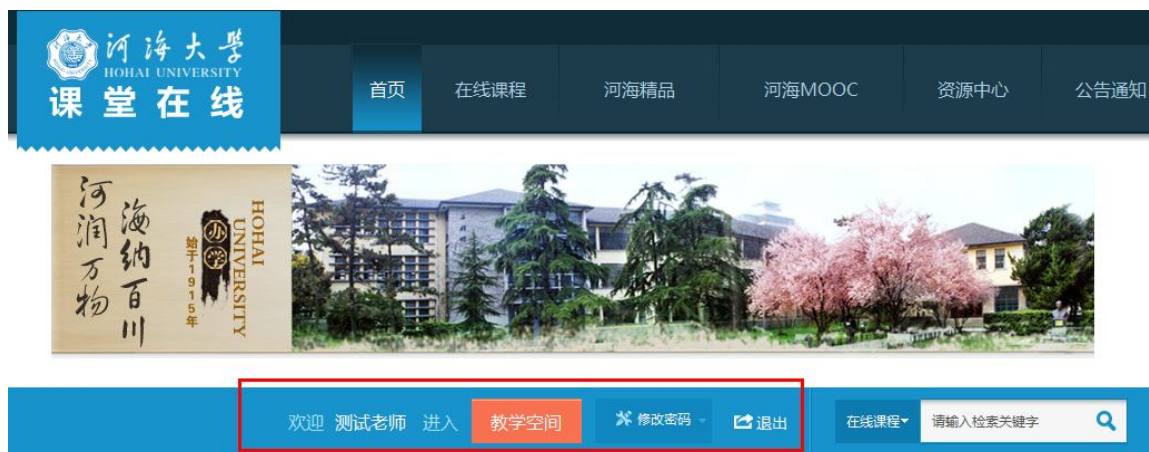 河海大学
HOHAI UNIVERSITY
课堂在线
首页 在线课程 河海精品 河海MOOC 资源中心 公告通知
海纳百川
河润万物
HOHAI
UNIVERSITY
办学
始于1915年
欢迎 测试老师 进入 教学空间 修改密码 退出 在线课程 请输入检索关键字